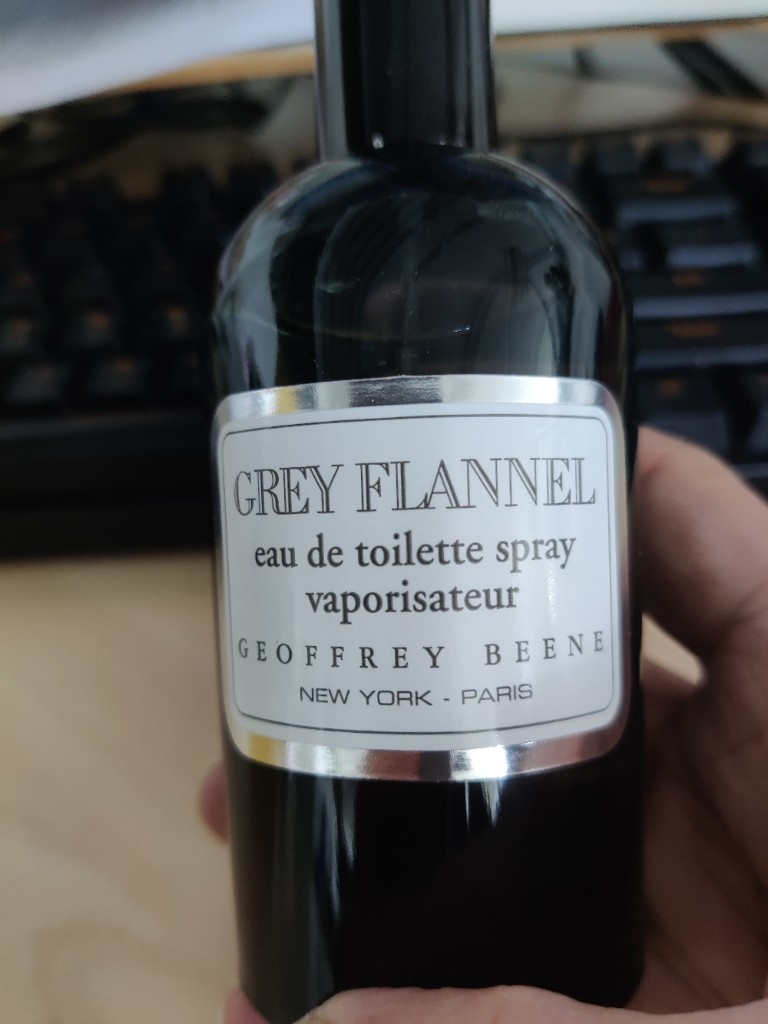 GREY FLANNEL
eau de toilette spray
vaporisateur
GEOFFREY BEENE
NEW YORK - PARIS